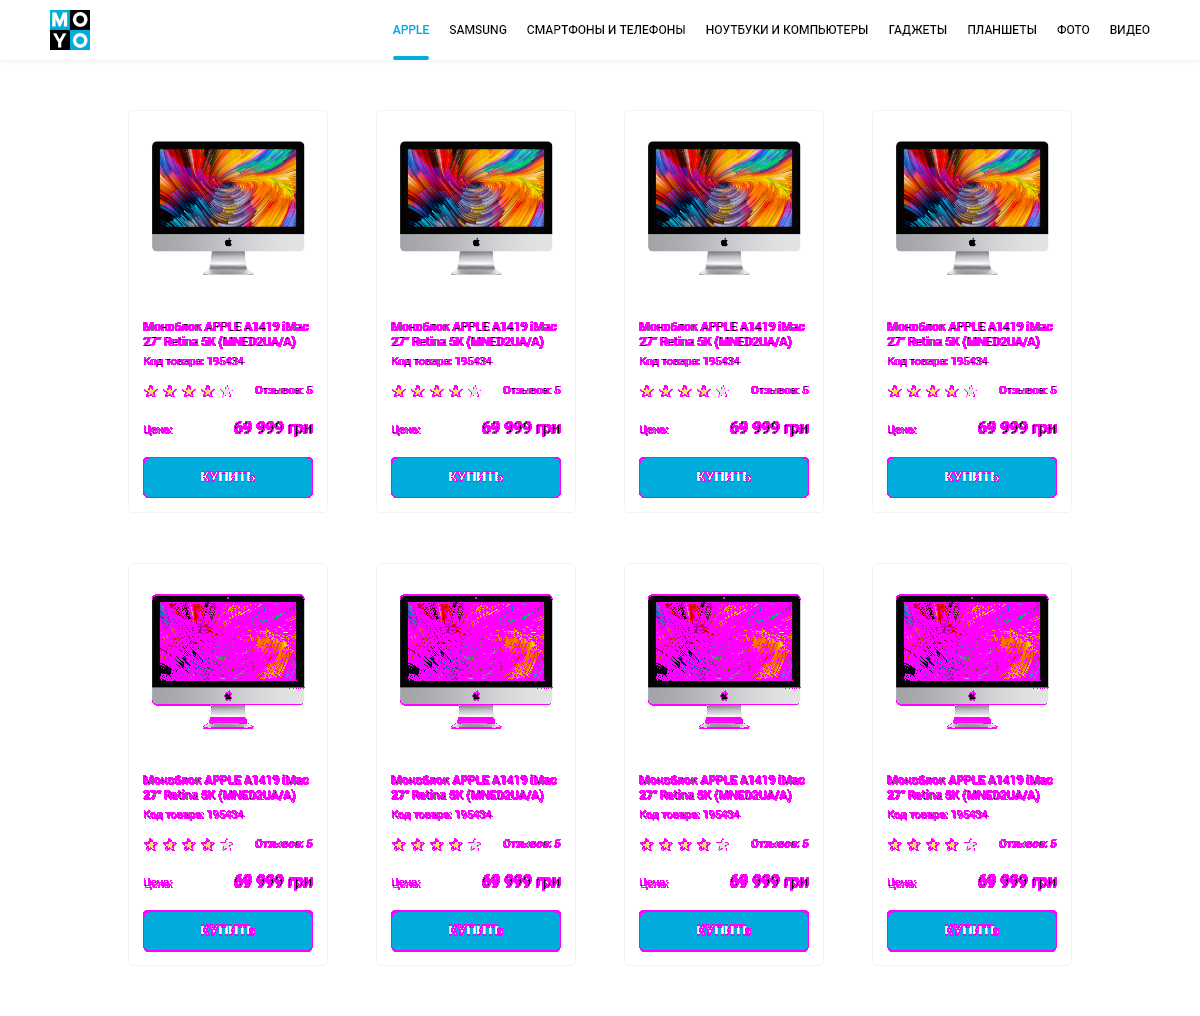 MO
YO
APPLE SAMSUNG СМАРТФОНЫ И ТЕЛЕФОНЫ НОУТБУКИ И КОМПЬЮТЕРЫ ГАДЖЕТЫ ПЛАНШЕТЫ ФОТО ВИДЕО
Моноблок APPLE A1419 iMac Моноблок APPLE A1419 iMac Моноблок APPLE A1419 iMac Моноблок APPLE A1419 iMac
27" Retina 5K (MNED2UA/A) 27" Retina 5K (MNED2UA/A) 27" Retina 5K (MNED2UA/A) 27" Retina 5K (MNED2UA/A)
Код товара: 195434 Код товара: 195434 Код товара: 195434 Код товара: 195434
Отзывов: 5 Отзывов: 5 Отзывов: 5 Отзывов: 5
Цена: 69 999 грн Цена: 69 999 грн Цена: 69 999 грн Цена: 69 999 грн
КУПИТЬ КУПИТЬ КУПИТЬ КУПИТЬ
Моноблок APPLE A1419 iMac Моноблок APPLE A1419 iMac Моноблок APPLE A1419 iMac Моноблок APPLE A1419 iMac
27" Retina 5K (MNED2UA/A) 27" Retina 5K (MNED2UA/A) 27" Retina 5K (MNED2UA/A) 27" Retina 5K (MNED2UA/A)
Код товара: 195434 Код товара: 195434 Код товара: 195434 Код товара: 195434
Отзывов: 5 Отзывов: 5 Отзывов: 5 Отзывов: 5
Цена: 69 999 грн Цена: 69 999 грн Цена: 69 999 грн Цена: 69 999 грн
КУПИТЬ КУПИТЬ КУПИТЬ КУПИТЬ